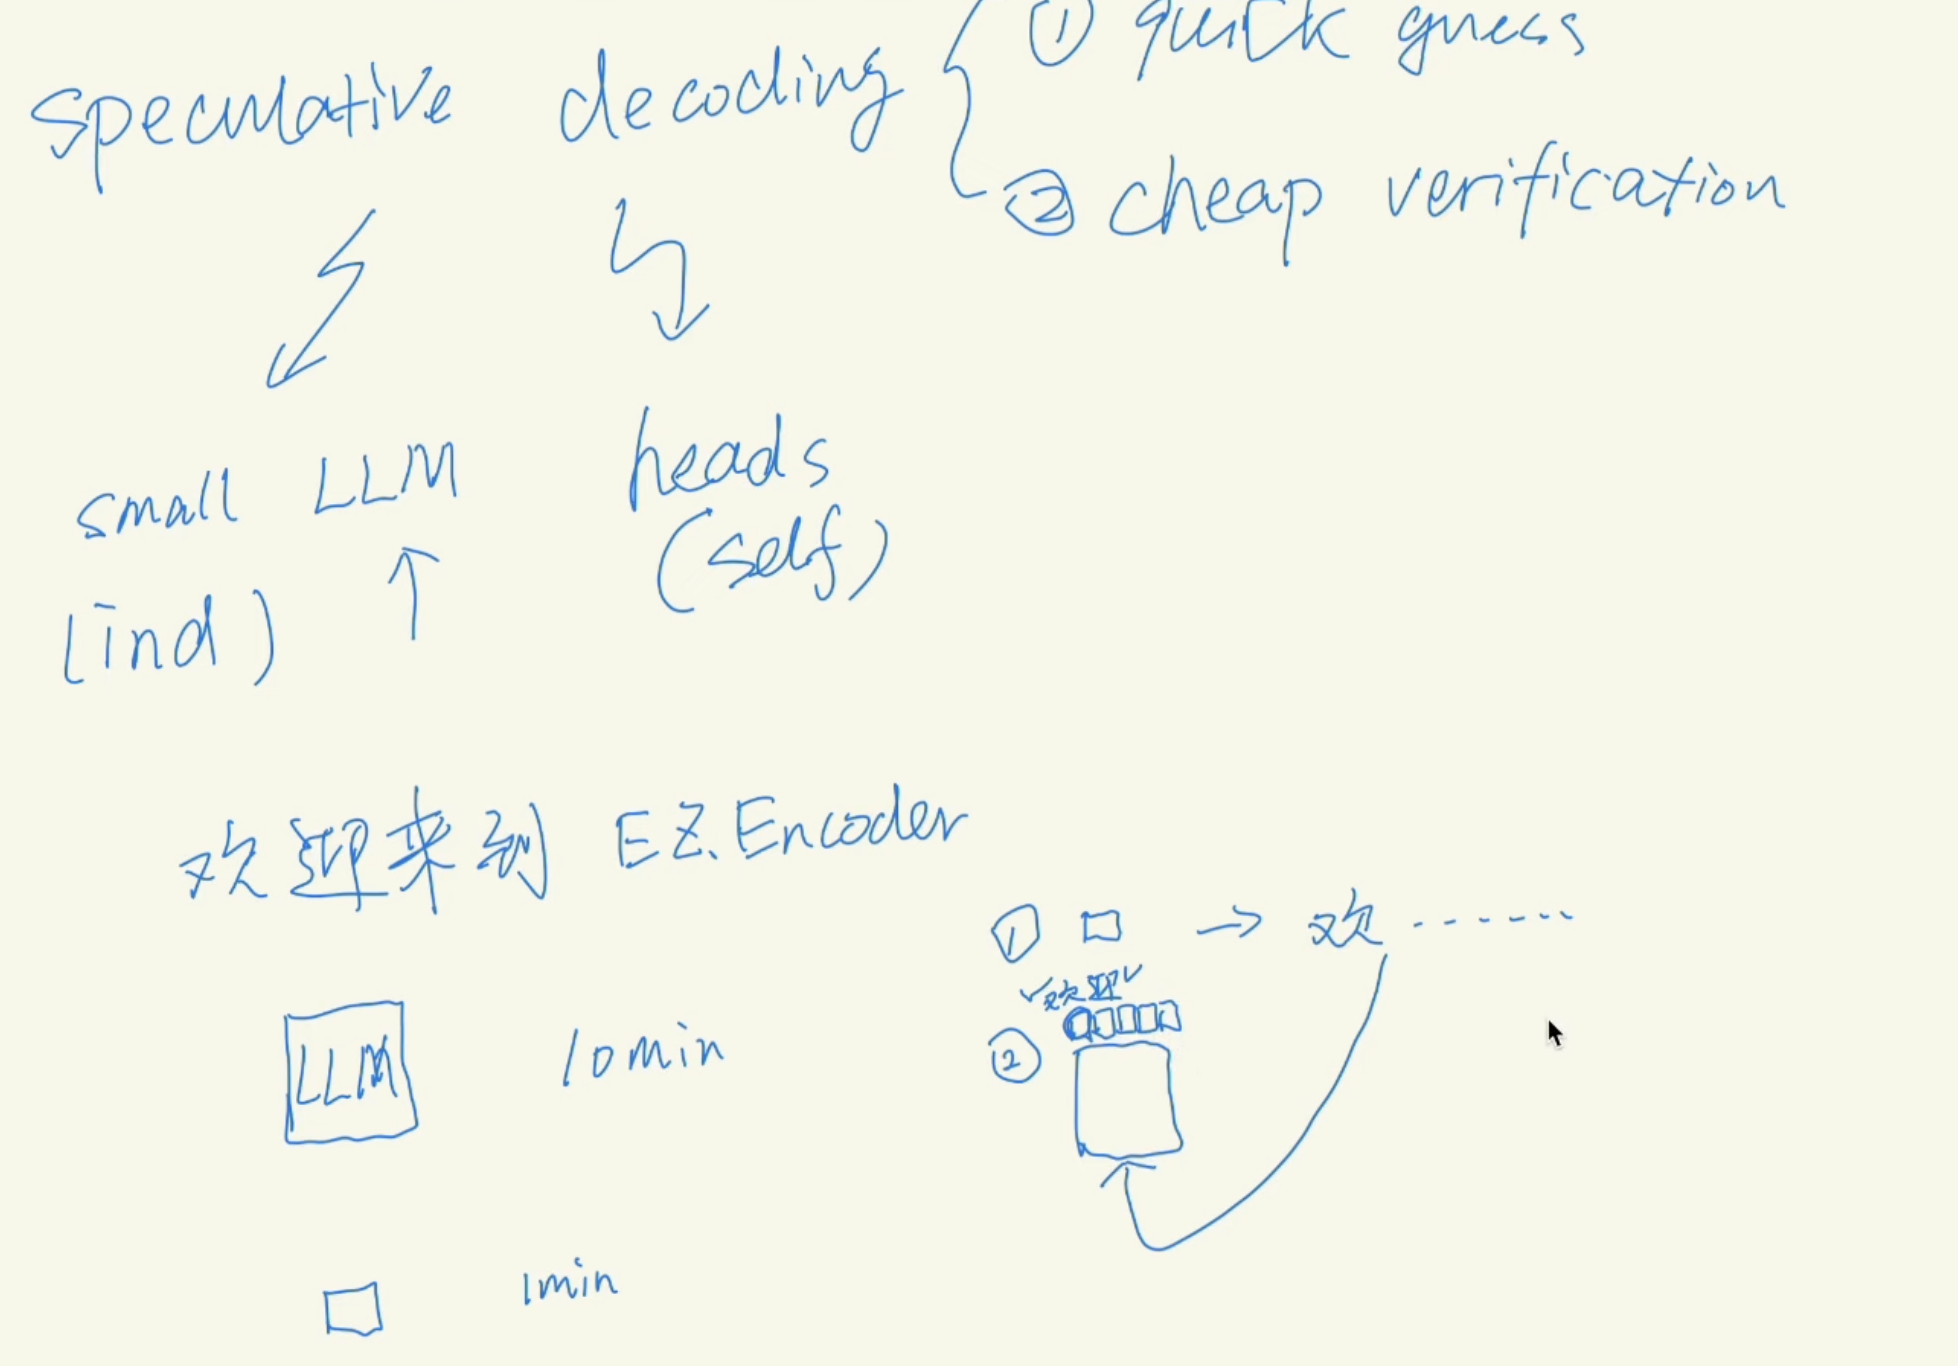 ① quick guess
speculative decoding
② cheap verification
small LLM
heads
(self)
(ind)
欢迎来到 EZ.Encoder
① → 欢 ······
✓欢迎✓
②
LLM 10min
1min